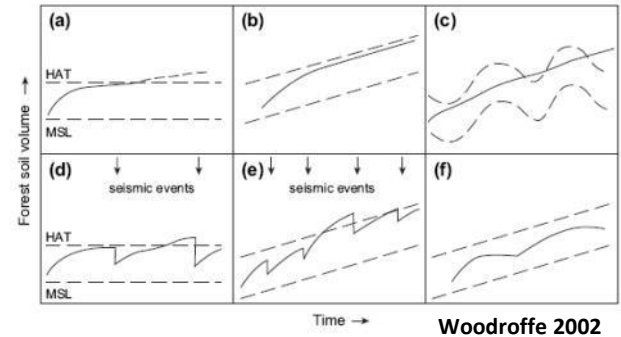 (a)
(b)
(c)
HAT
MSL
Forest soil volume →
(d)
(e)
(f)
seismic events
seismic events
HAT
MSL
Time →
Woodroffe 2002